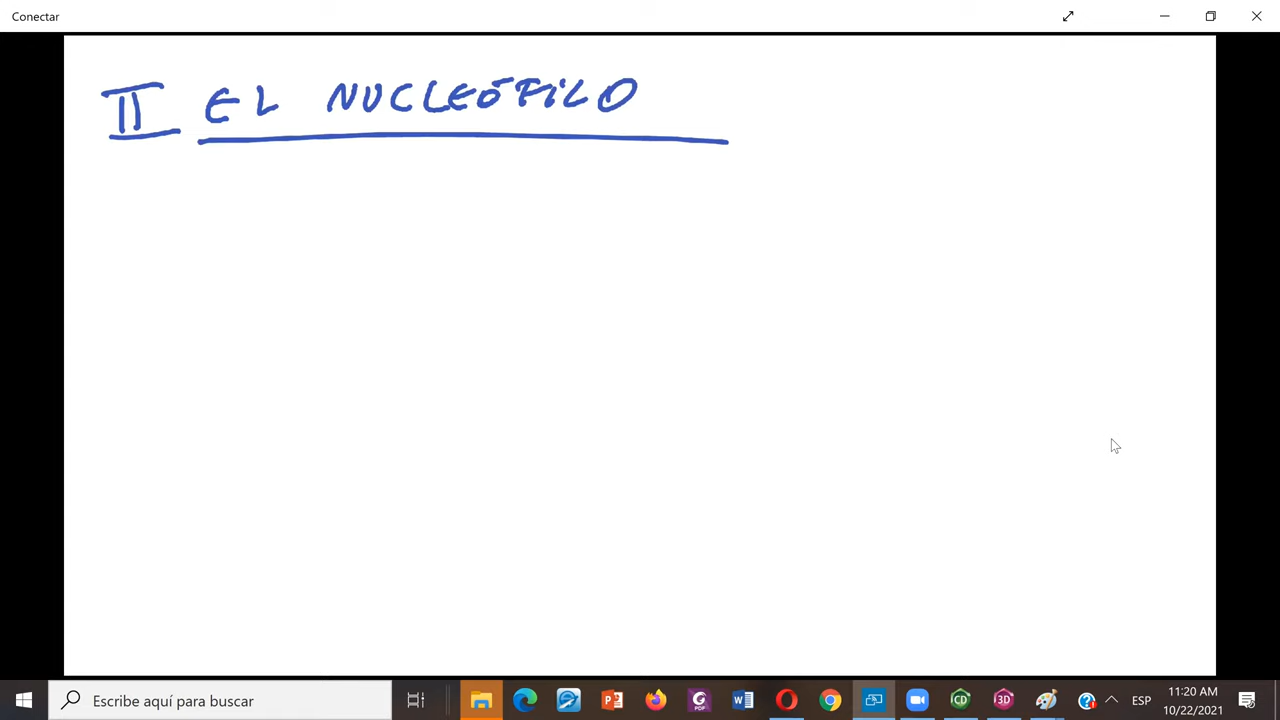 Conectar
II EL NUCLEÓFILO
Escribe aquí para buscar
ESP
11:20 AM
10/22/2021